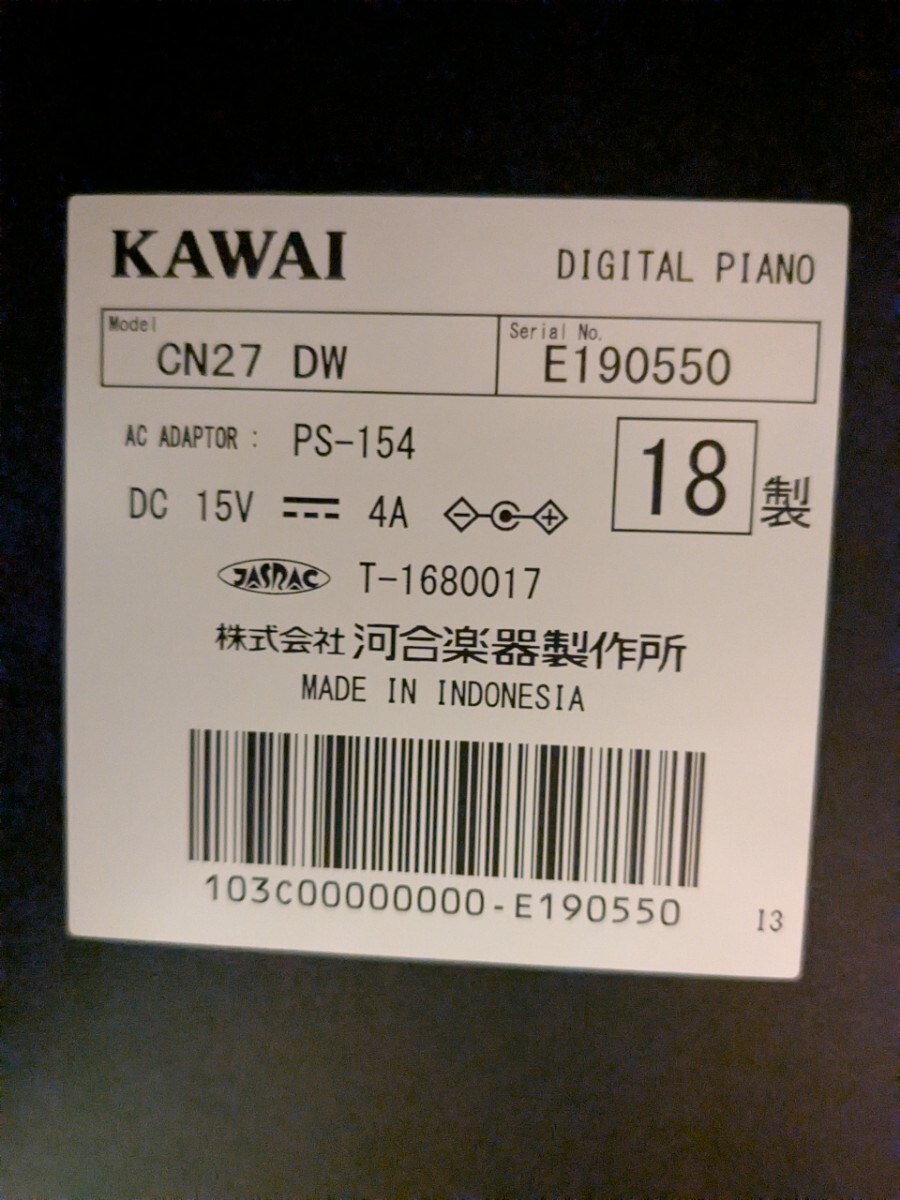 KAWAI
DIGITAL PIANO
Model
CN27 DW
Serial No.
E190550
AC ADAPTOR : PS-154
DC 15V 4A
18 製
JASRAC T-1680017
株式会社 河合楽器製作所
MADE IN INDONESIA
103C00000000-E190550
13